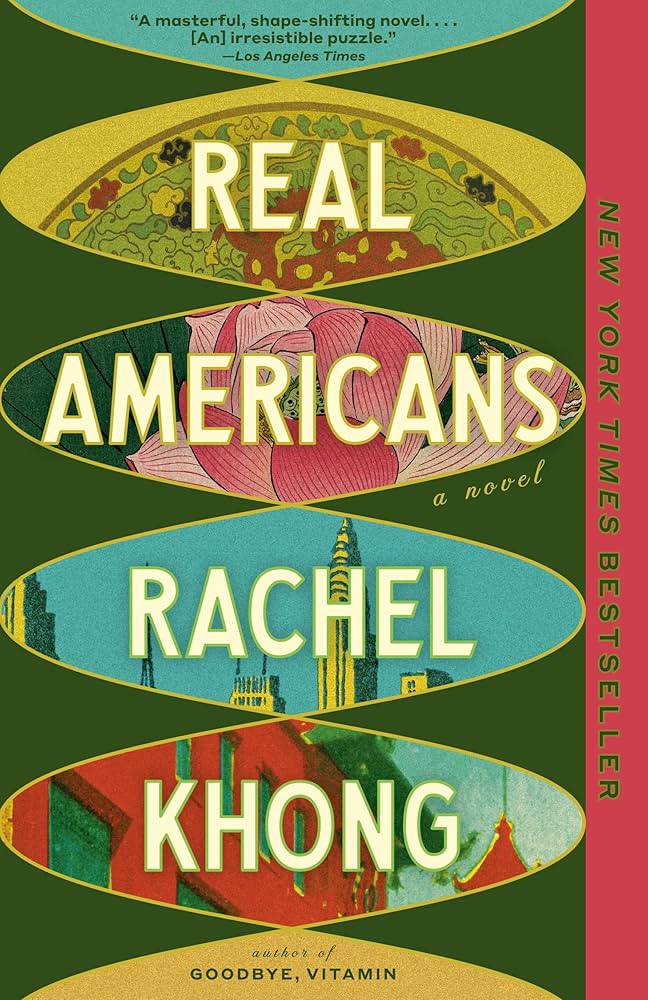 “A masterful, shape-shifting novel. . . .
[An] irresistible puzzle.”
—Los Angeles Times
REAL
AMERICANS
a novel
RACHEL
KHONG
author of
GOODBYE, VITAMIN
NEW YORK TIMES BESTSELLER